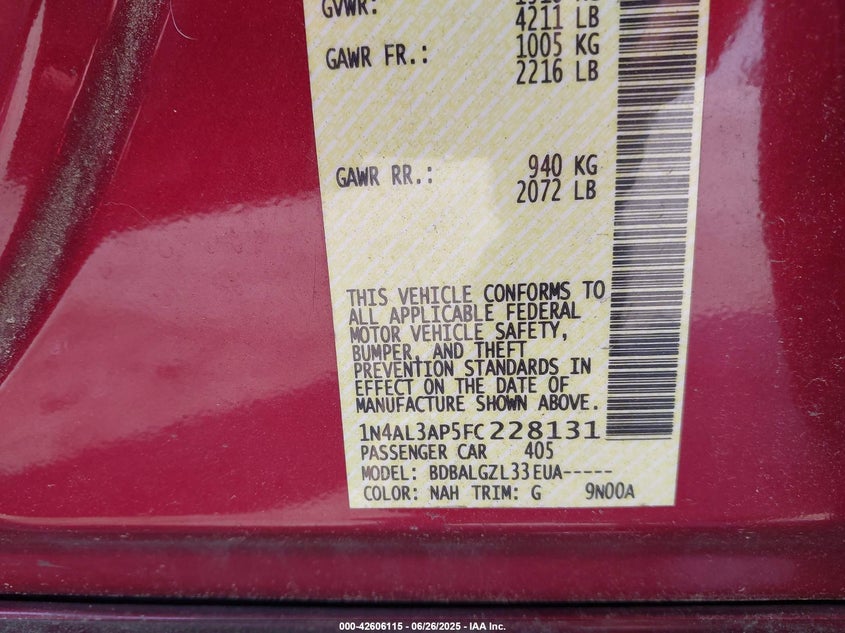 GVWR:
4211 LB
GAWR FR.: 1005 KG
2216 LB
GAWR RR.: 940 KG
2072 LB
THIS VEHICLE CONFORMS TO
ALL APPLICABLE FEDERAL
MOTOR VEHICLE SAFETY,
BUMPER, AND THEFT
PREVENTION STANDARDS IN
EFFECT ON THE DATE OF
MANUFACTURE SHOWN ABOVE.
1N4AL3AP5FC228131
PASSENGER CAR 405
MODEL: BDBALGZL33EUA-----
COLOR: NAH TRIM: G 9N00A
000-42606115 - 06/26/2025 - IAA Inc.